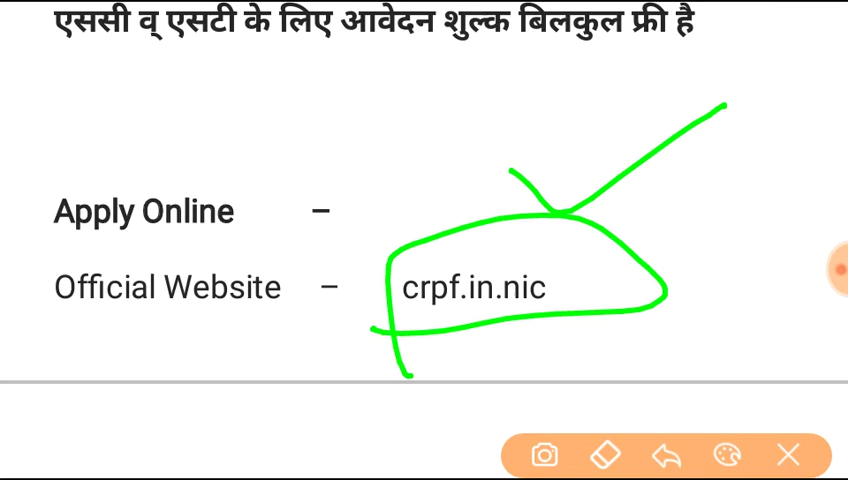 एससी व् एसटी के लिए आवेदन शुल्क बिलकुल फ्री है
Apply Online –
Official Website – crpf.in.nic